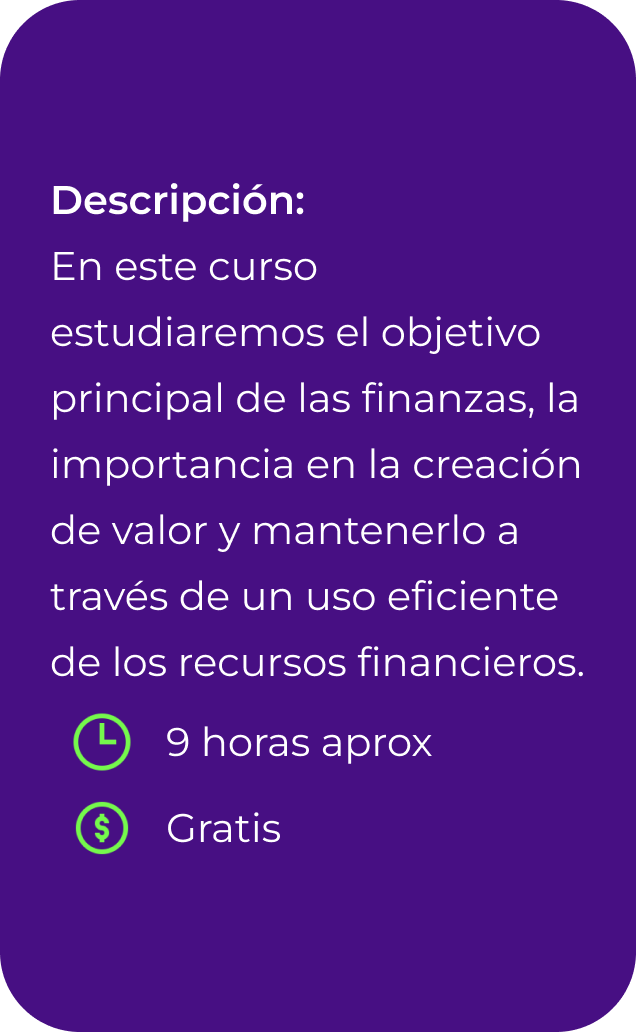 Descripción:
En este curso
estudiaremos el objetivo
principal de las finanzas, la
importancia en la creación
de valor y mantenerlo a
través de un uso eficiente
de los recursos financieros.
9 horas aprox
$ Gratis